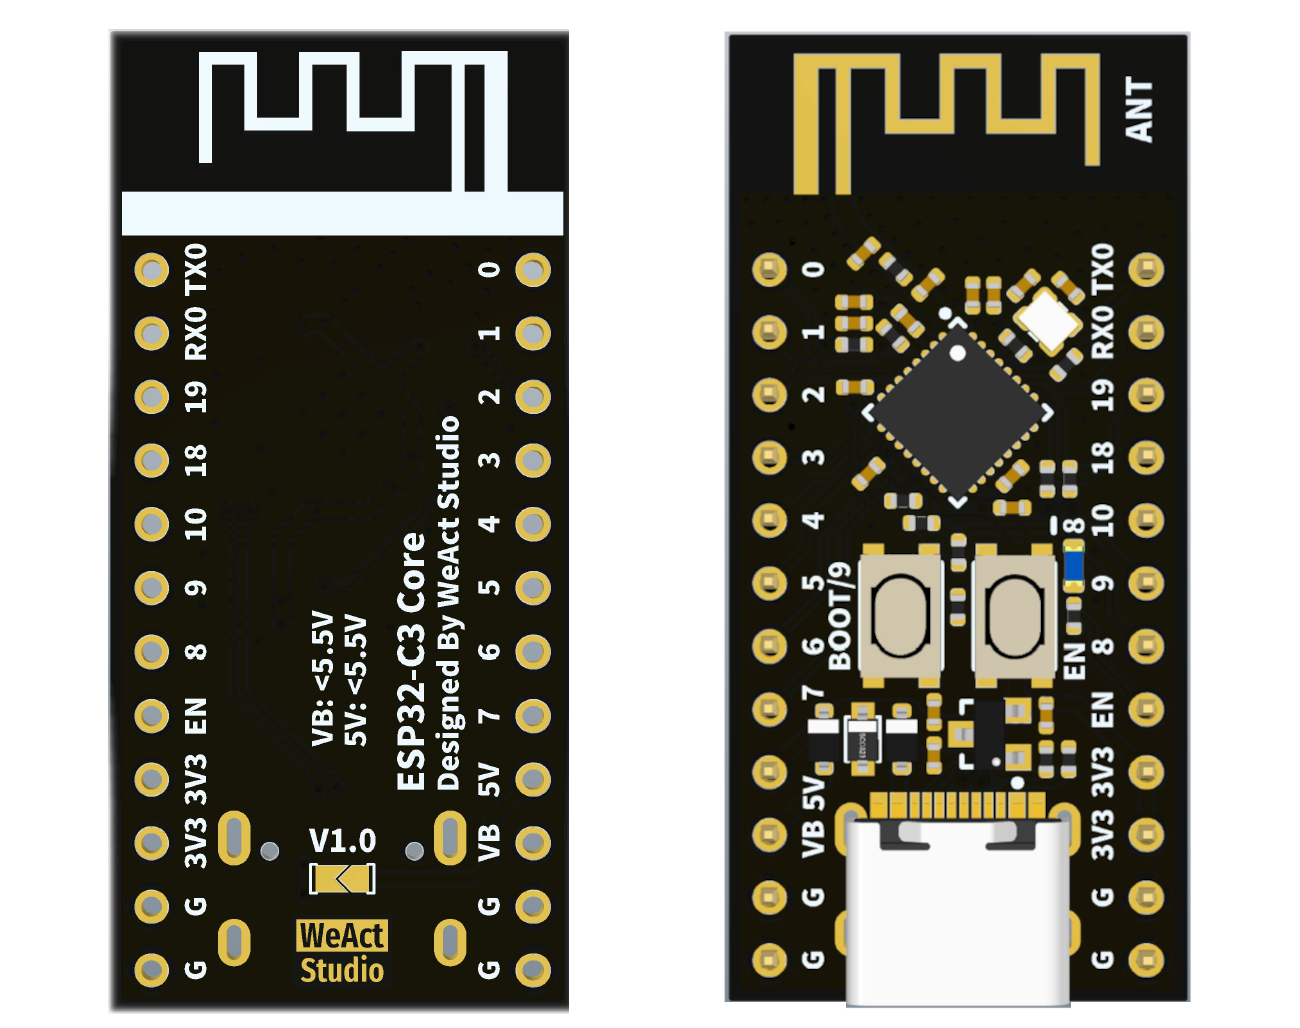 TX0
RX0
19
18
10
9
8
EN
3V3
3V3
G
G
VB: <5.5V
5V: <5.5V
ESP32-C3 Core
Designed By WeAct Studio
V1.0
WeAct
Studio
0
1
2
3
4
5
6
7
5V
VB
G
G
ANT
0
1
2
3
4
5
6
7
5V
VB
G
G
BOOT/9
EN
8
TX0
RX0
19
18
10
9
8
EN
3V3
3V3
G
G